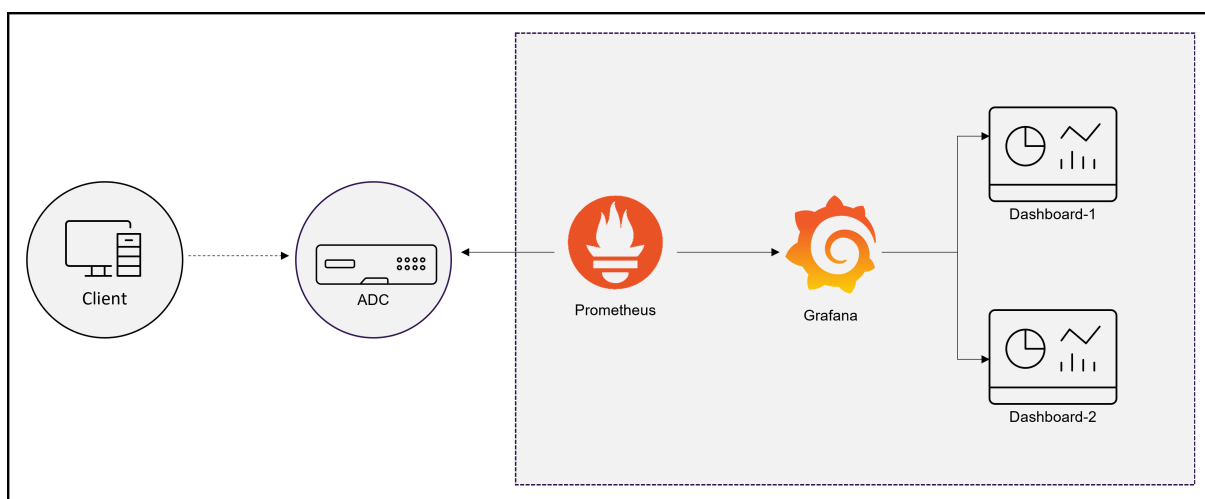 Client
ADC
Prometheus
Grafana
Dashboard-1
Dashboard-2